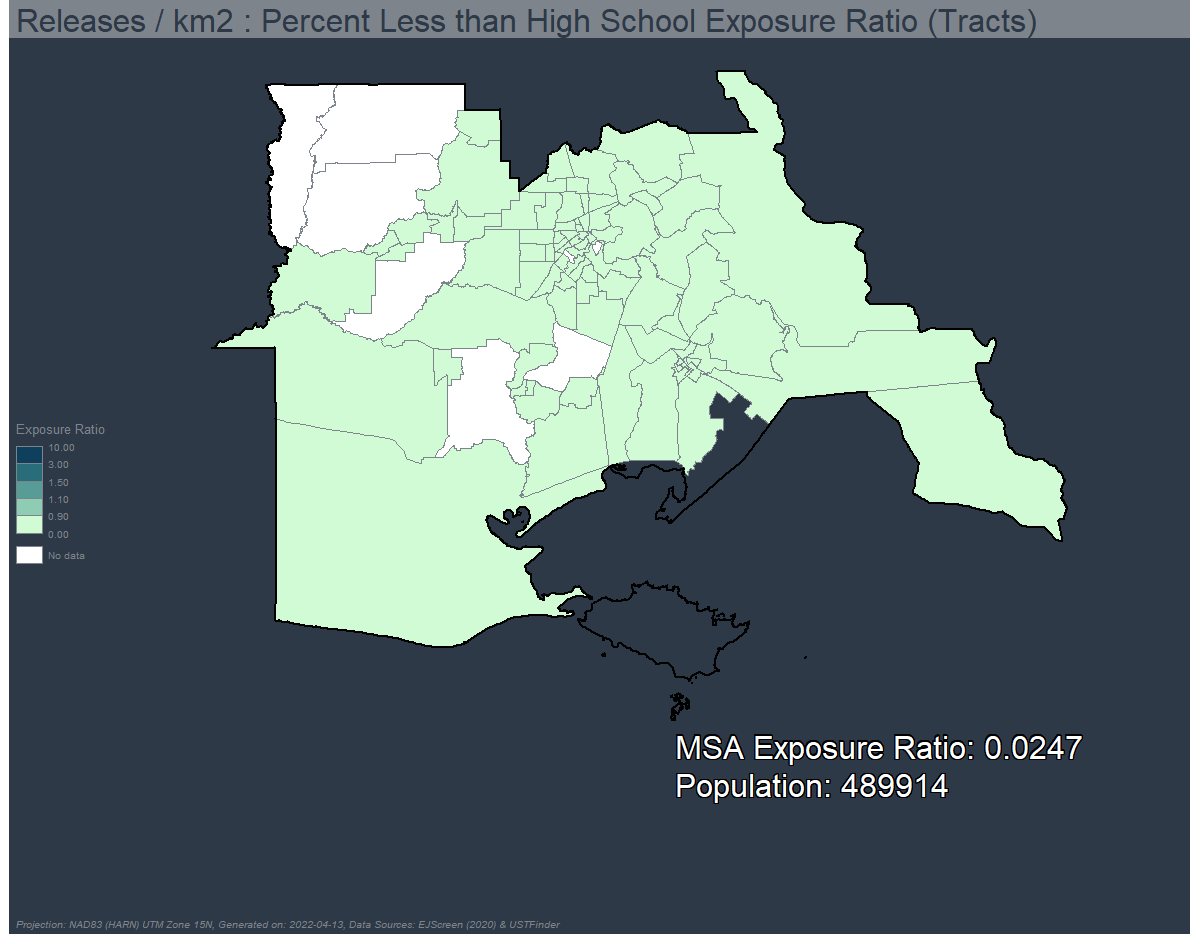 Releases / km2 : Percent Less than High School Exposure Ratio (Tracts)
Exposure Ratio
10.00
3.00
1.50
1.10
0.90
0.00
No data
MSA Exposure Ratio: 0.0247
Population: 489914
Projection: NAD83 (HARN) UTM Zone 15N, Generated on: 2022-04-13, Data Sources: EJScreen (2020) & USTFinder